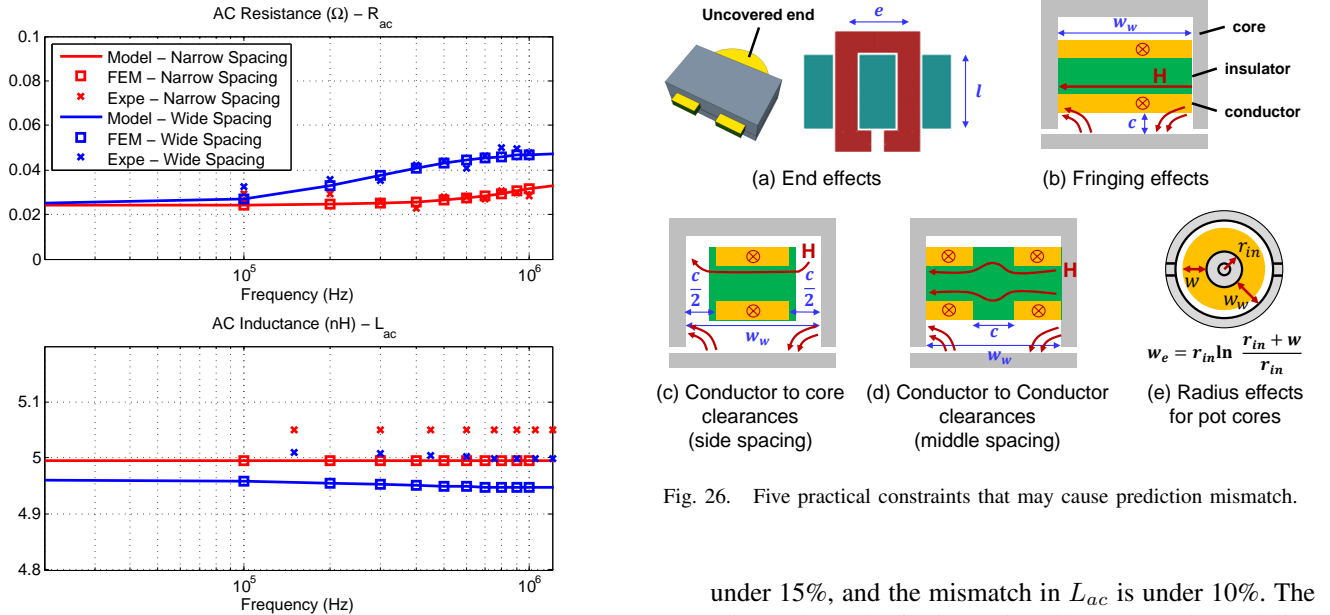 AC Resistance (Ω) – R_ac
0.1
0.08
0.06
0.04
0.02
0
Model – Narrow Spacing
FEM – Narrow Spacing
Expe – Narrow Spacing
Model – Wide Spacing
FEM – Wide Spacing
Expe – Wide Spacing
10^5
10^6
Frequency (Hz)
AC Inductance (nH) – L_ac
5.1
5
4.9
4.8
10^5
10^6
Frequency (Hz)
Uncovered end
e
l
(a) End effects
w_w
H
c
core
insulator
conductor
(b) Fringing effects
H
c/2
c/2
w_w
(c) Conductor to core
clearances
(side spacing)
H
c
w_w
(d) Conductor to Conductor
clearances
(middle spacing)
r_in
w
w_w
w_e = r_in ln (r_in + w)/r_in
(e) Radius effects
for pot cores
Fig. 26. Five practical constraints that may cause prediction mismatch.
under 15%, and the mismatch in L_ac is under 10%. The